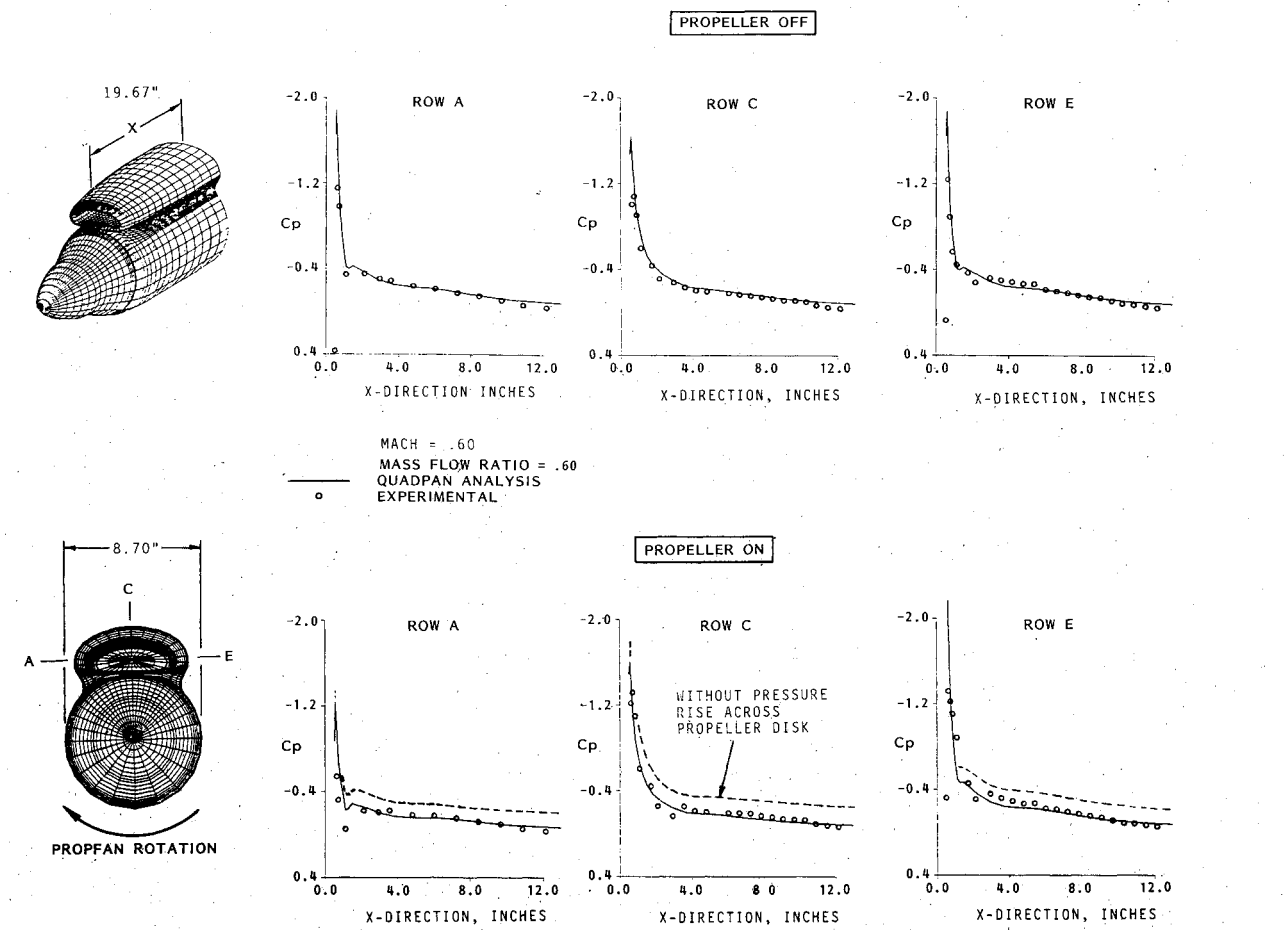 PROPELLER OFF
19.67"
X
ROW A
-2.0
-1.2
Cp
-0.4
0.4
0.0
4.0
8.0
12.0
X-DIRECTION INCHES
ROW C
-2.0
-1.2
Cp
-0.4
0.4
0.0
4.0
8.0
12.0
X-DIRECTION, INCHES
ROW E
-2.0
-1.2
Cp
-0.4
0.4
0.0
4.0
8.0
12.0
X-DIRECTION, INCHES
MACH = .60
MASS FLOW RATIO = .60
QUADPAN ANALYSIS
EXPERIMENTAL
PROPELLER ON
8.70"
C
A
E
PROPFAN ROTATION
ROW A
-2.0
-1.2
Cp
-0.4
0.4
0.0
4.0
8.0
12.0
X-DIRECTION, INCHES
ROW C
-2.0
-1.2
Cp
-0.4
0.4
0.0
4.0
8 0
12.0
X-DIRECTION, INCHES
WITHOUT PRESSURE
RISE ACROSS
PROPELLER DISK
ROW E
-2.0
-1.2
Cp
-0.4
0.4
0.0
4.0
8.0
12.0
X-DIRECTION, INCHES